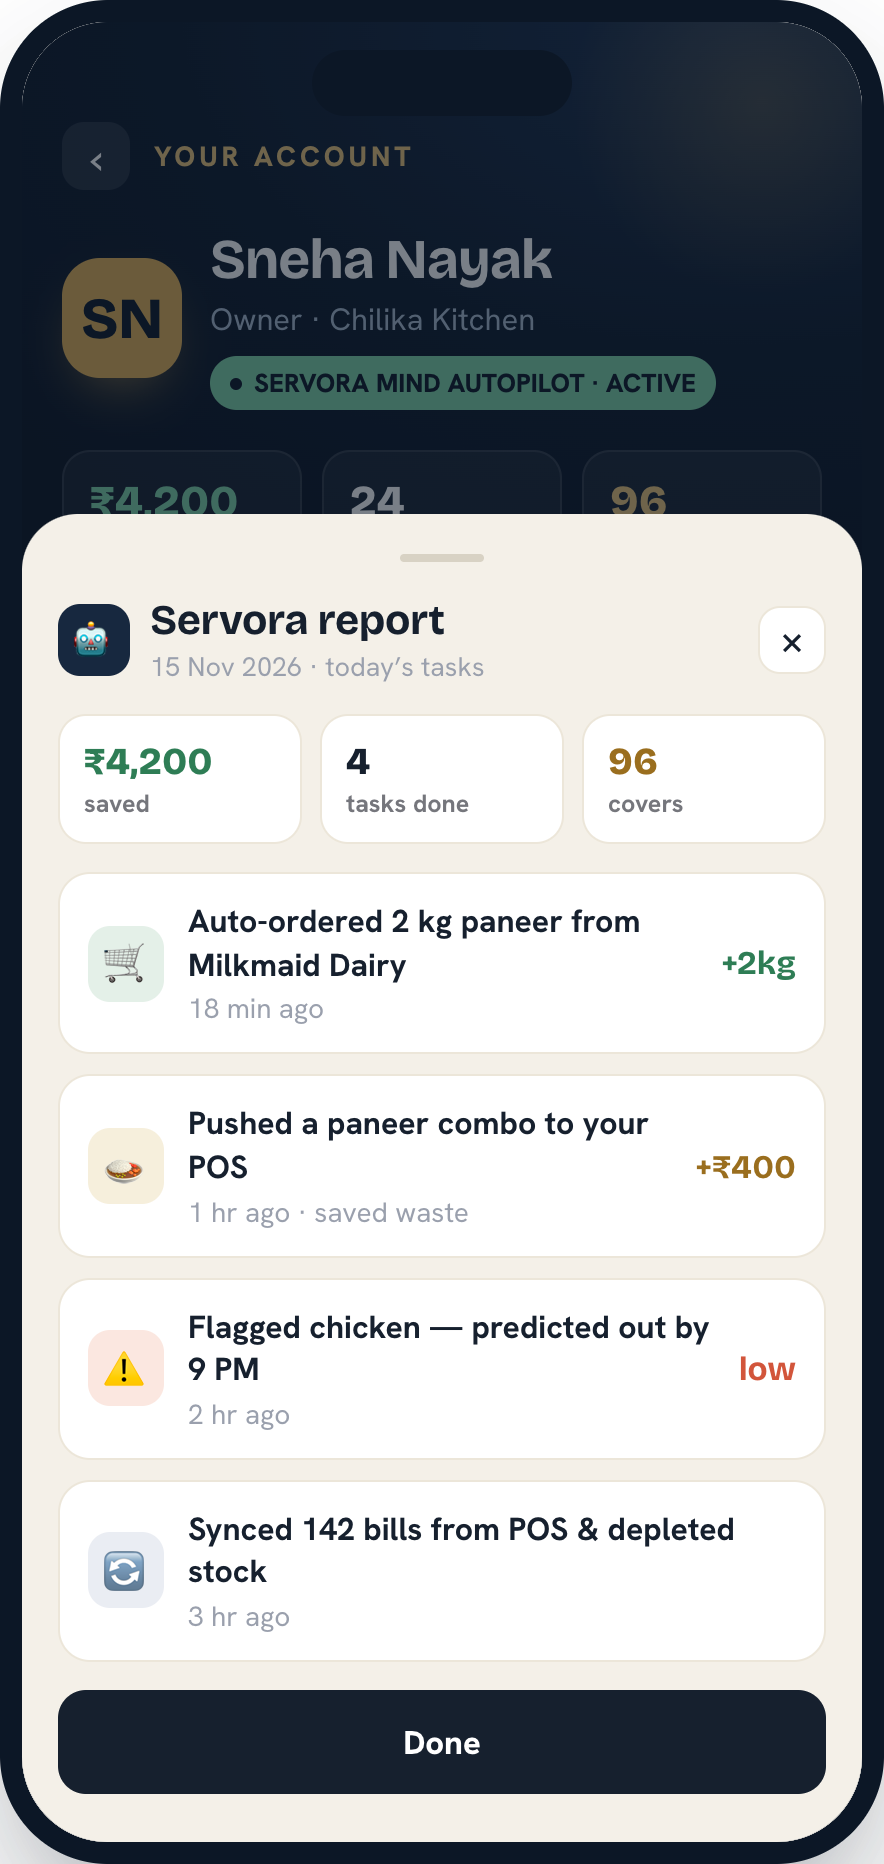 YOUR ACCOUNT
SN
Sneha Nayak
Owner · Chilika Kitchen
• SERVORA MIND AUTOPILOT · ACTIVE
₹4,200
24
96
Servora report
15 Nov 2026 · today’s tasks
₹4,200
saved
4
tasks done
96
covers
Auto-ordered 2 kg paneer from
Milkmaid Dairy
18 min ago
+2kg
Pushed a paneer combo to your
POS
1 hr ago · saved waste
+₹400
Flagged chicken — predicted out by
9 PM
2 hr ago
low
Synced 142 bills from POS & depleted
stock
3 hr ago
Done